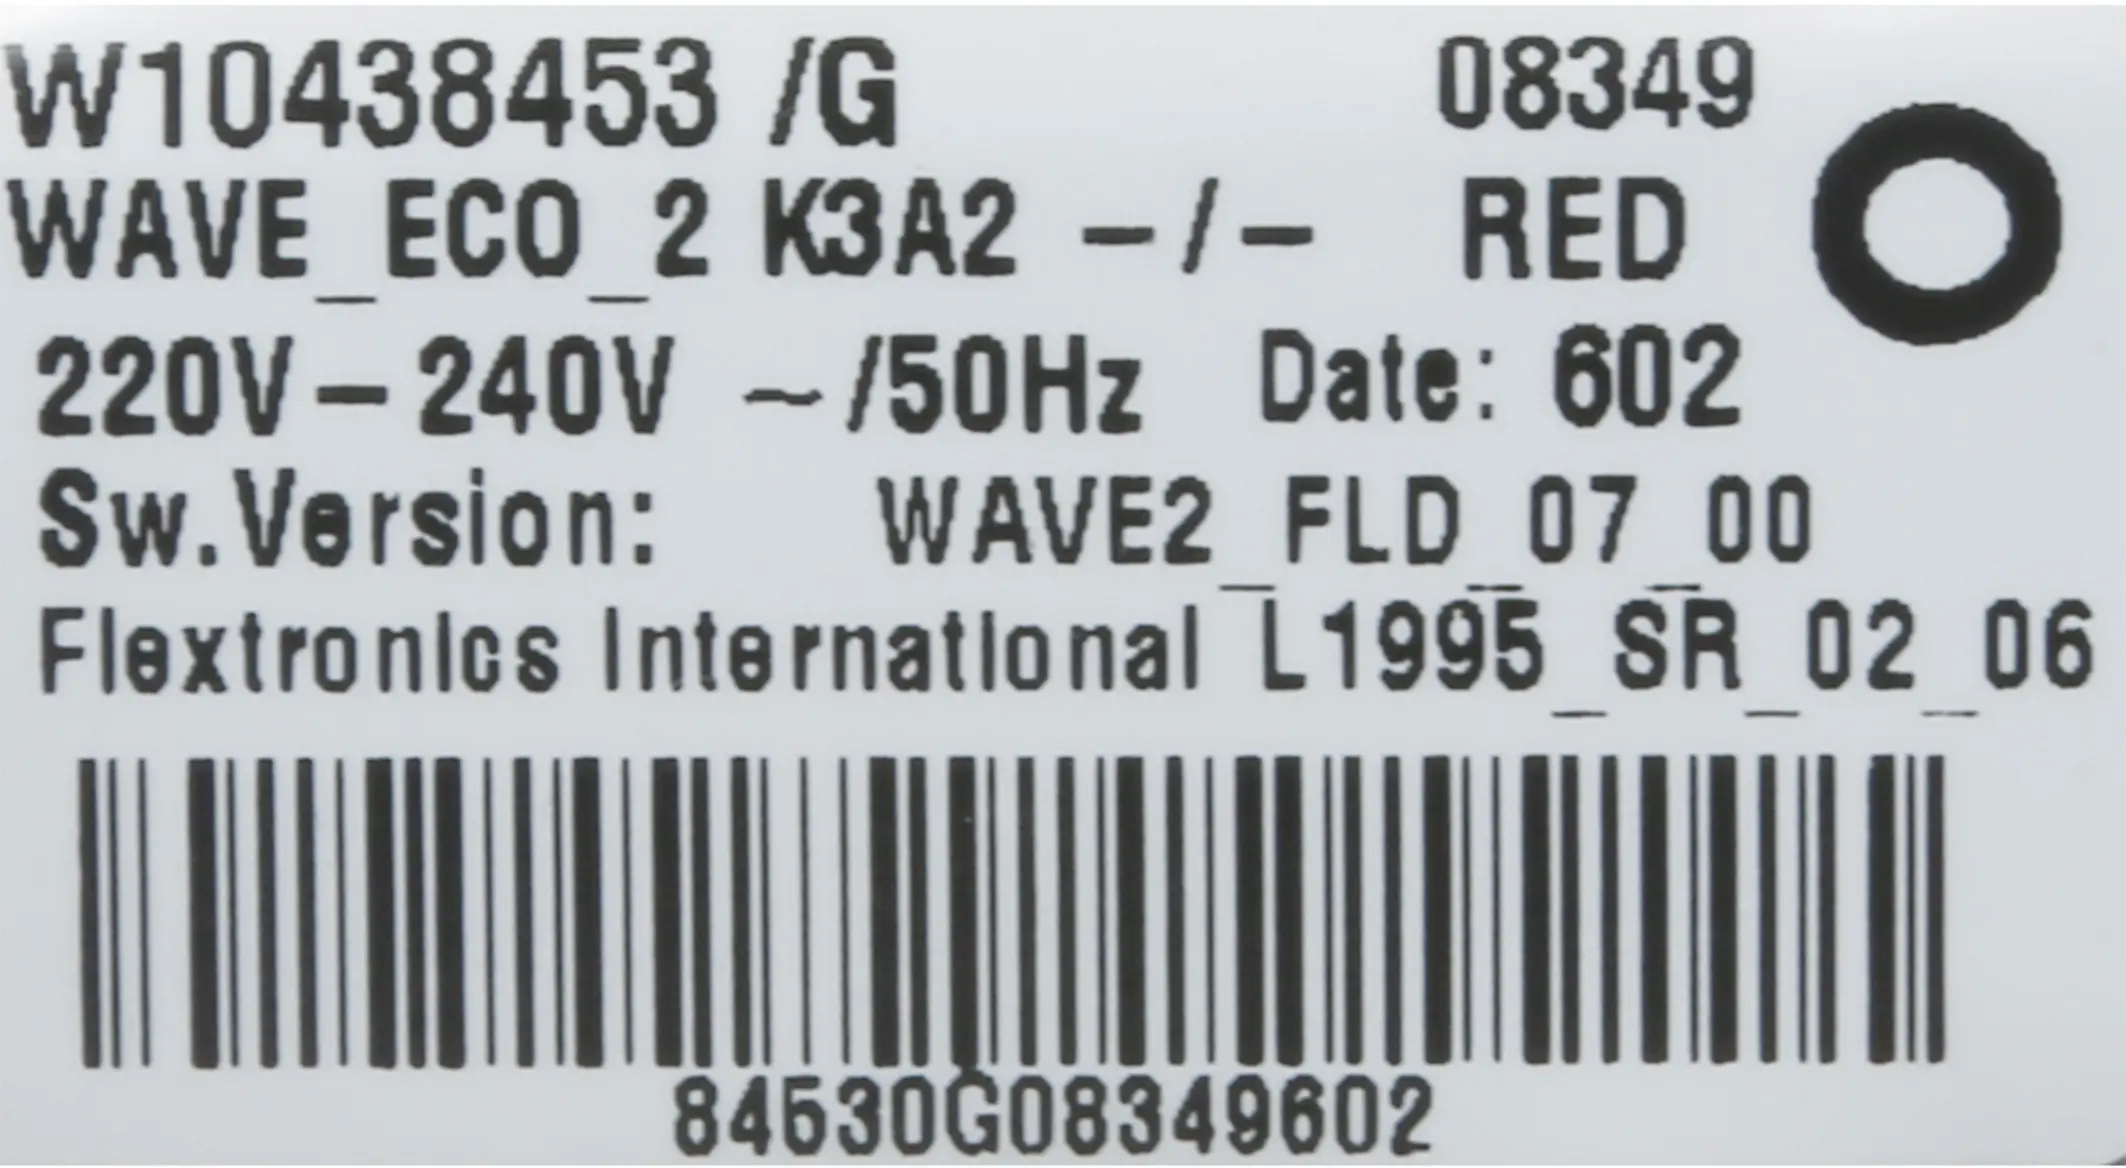 W10438453 /G 08349
WAVE_ECO_2 K3A2 –/– RED
220V–240V ~/50Hz Date: 602
Sw.Version: WAVE2_FLD_07_00
Flextronics International L1995_SR_02_06
84530G08349602